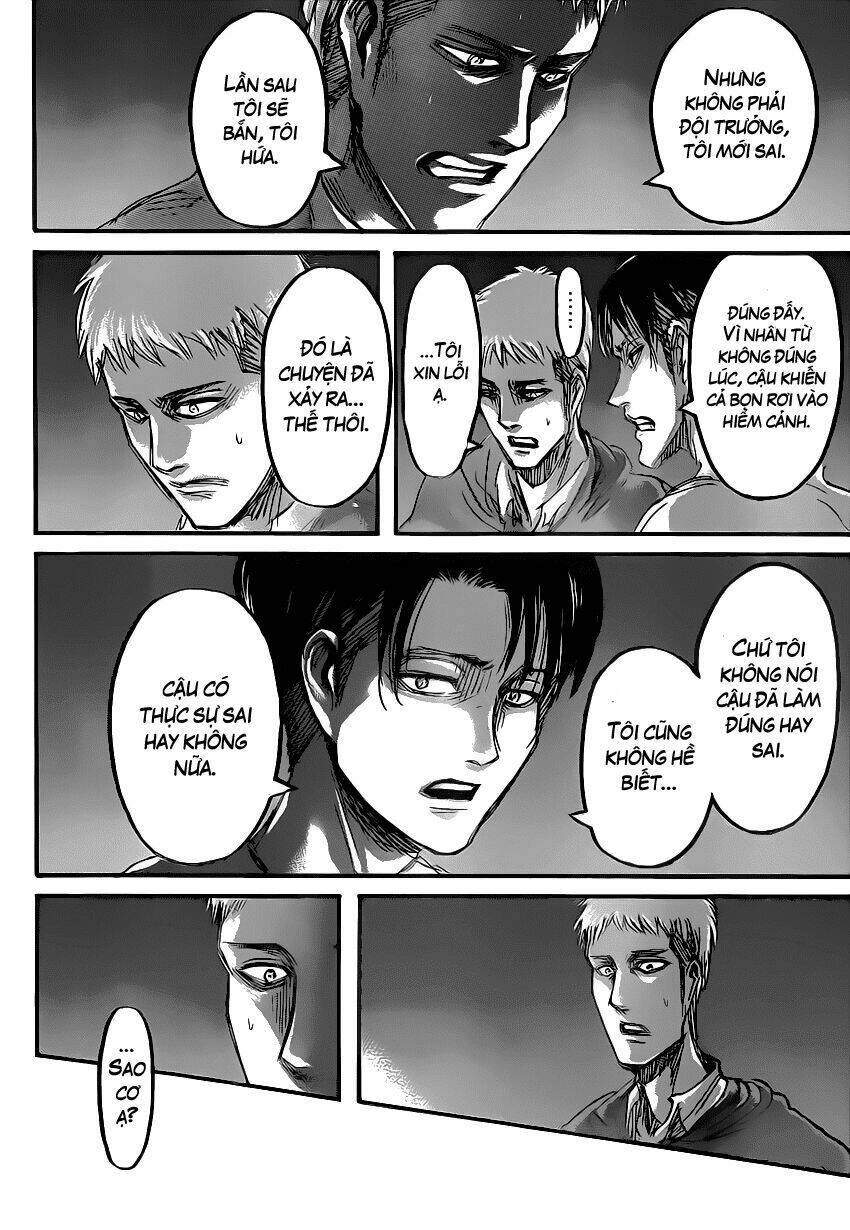 NHƯNG
KHÔNG PHẢI
ĐỘI TRƯỞNG,
TÔI MỚI SAI.
LẦN SAU
TÔI SẼ
BẮN, TÔI
HỨA.
ĐÚNG ĐẤY.
VÌ NHÂN TỪ
KHÔNG ĐÚNG
LÚC, CẬU KHIẾN
CẢ BỌN RƠI VÀO
HIỂM CẢNH.
........
...TÔI
XIN LỖI
Ạ.
ĐÓ LÀ
CHUYỆN ĐÃ
XẢY RA...
THẾ THÔI.
CHỨ TÔI
KHÔNG NÓI
CẬU ĐÃ LÀM
ĐÚNG HAY
SAI.
TÔI CŨNG
KHÔNG HỀ
BIẾT...
CẬU CÓ
THỰC SỰ SAI
HAY KHÔNG
NỮA.
...
SAO
CƠ
Ạ?